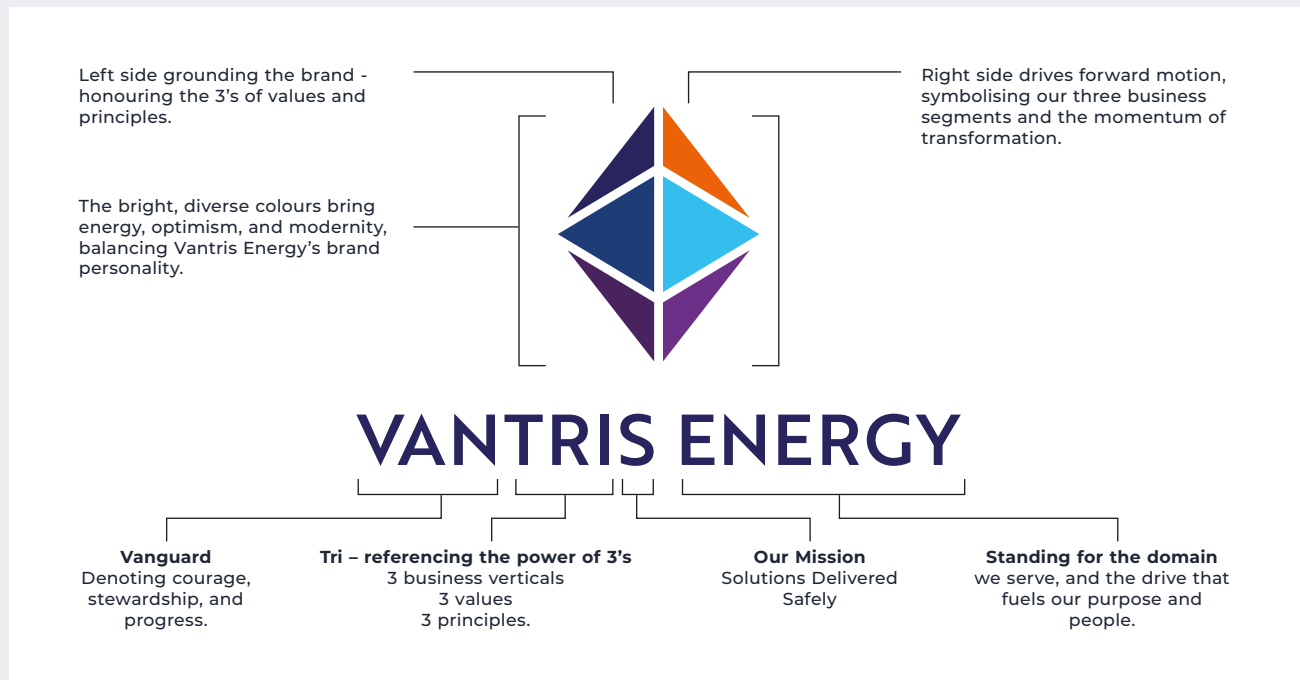 Left side grounding the brand -
honouring the 3’s of values and
principles.
Right side drives forward motion,
symbolising our three business
segments and the momentum of
transformation.
The bright, diverse colours bring
energy, optimism, and modernity,
balancing Vantris Energy’s brand
personality.
VANTRIS ENERGY
Vanguard
Denoting courage,
stewardship, and
progress.
Tri – referencing the power of 3’s
3 business verticals
3 values
3 principles.
Our Mission
Solutions Delivered
Safely
Standing for the domain
we serve, and the drive that
fuels our purpose and
people.